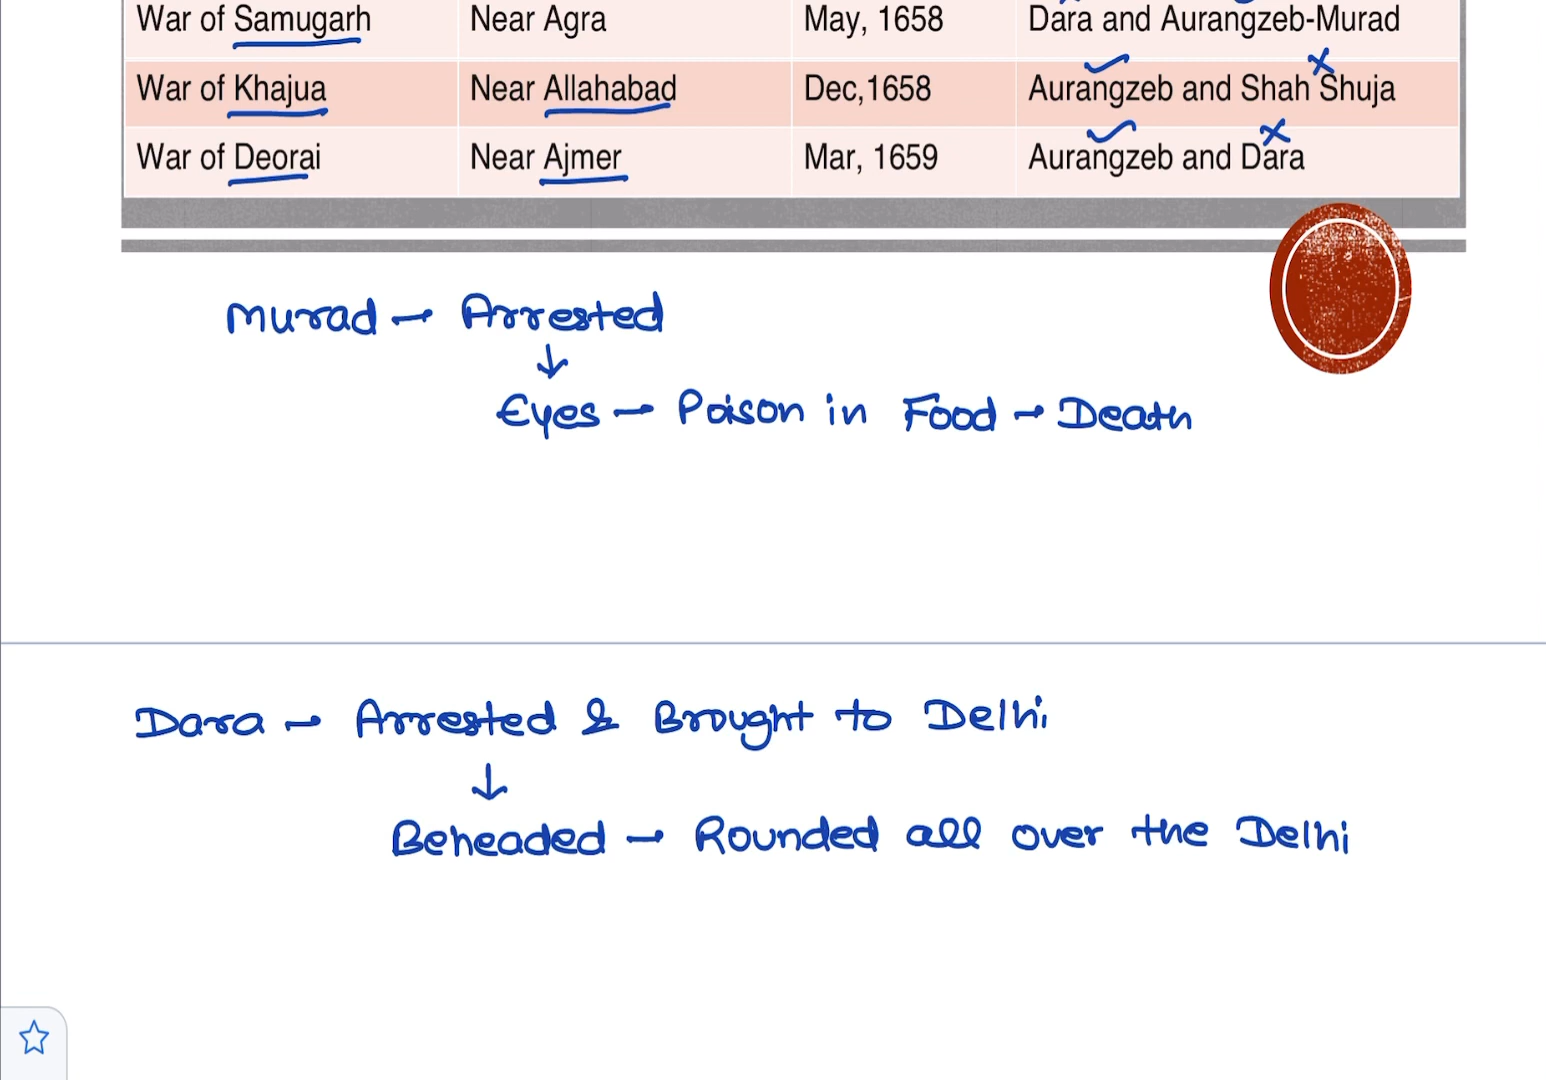 War of Samugarh Near Agra May, 1658 Dara and Aurangzeb-Murad
War of Khajua Near Allahabad Dec,1658 Aurangzeb and Shah Shuja
War of Deorai Near Ajmer Mar, 1659 Aurangzeb and Dara
Murad → Arrested
↓
Eyes → Poison in Food → Death
Dara → Arrested & Brought to Delhi
↓
Beheaded → Rounded all over the Delhi